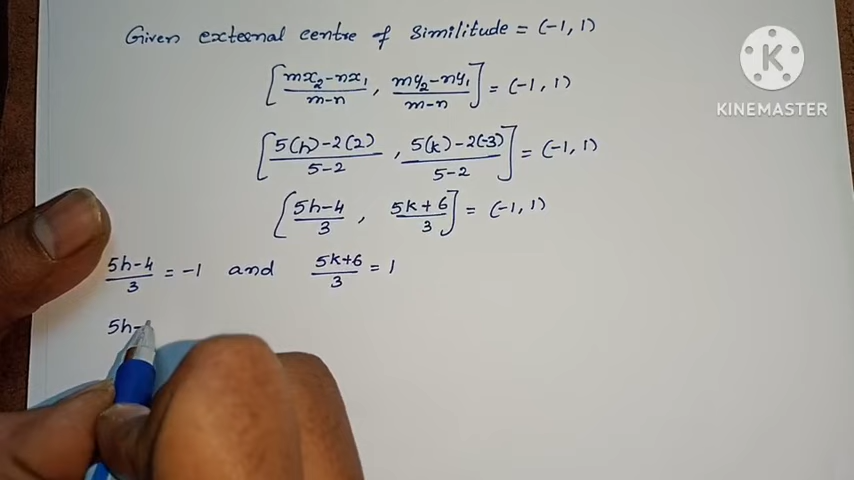 Given external centre of similitude = (-1, 1)
[mx₂-nx₁/m-n , my₂-ny₁/m-n] = (-1, 1)
[5(h)-2(2)/5-2 , 5(k)-2(-3)/5-2] = (-1, 1)
[5h-4/3 , 5k+6/3] = (-1, 1)
5h-4/3 = -1 and 5k+6/3 = 1
5h-
K
KINEMASTER